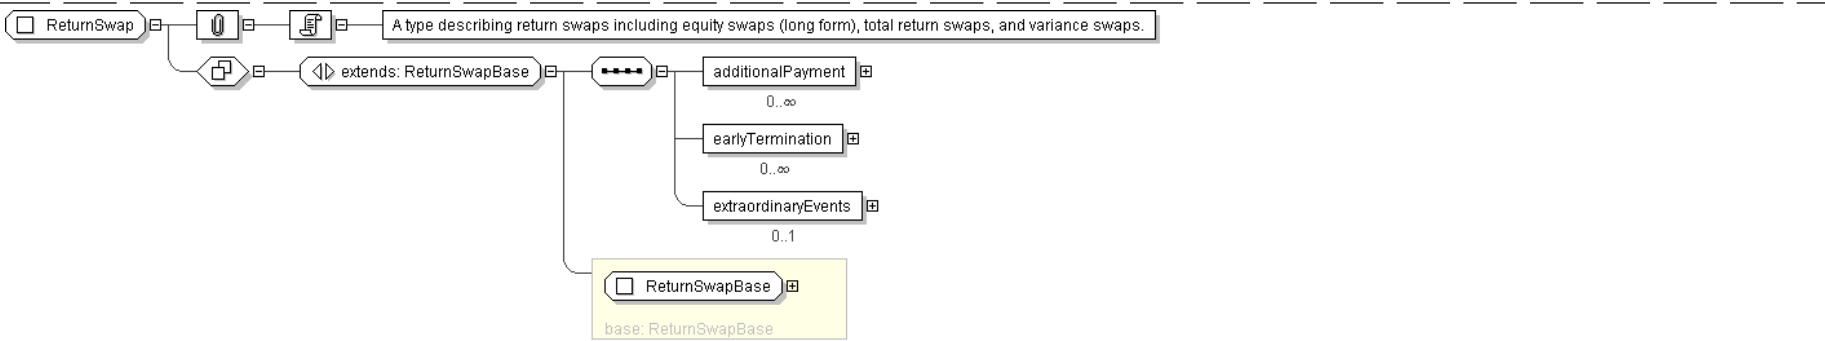 ReturnSwap
A type describing return swaps including equity swaps (long form), total return swaps, and variance swaps.
extends: ReturnSwapBase
additionalPayment
0..∞
earlyTermination
0..∞
extraordinaryEvents
0..1
ReturnSwapBase
base: ReturnSwapBase